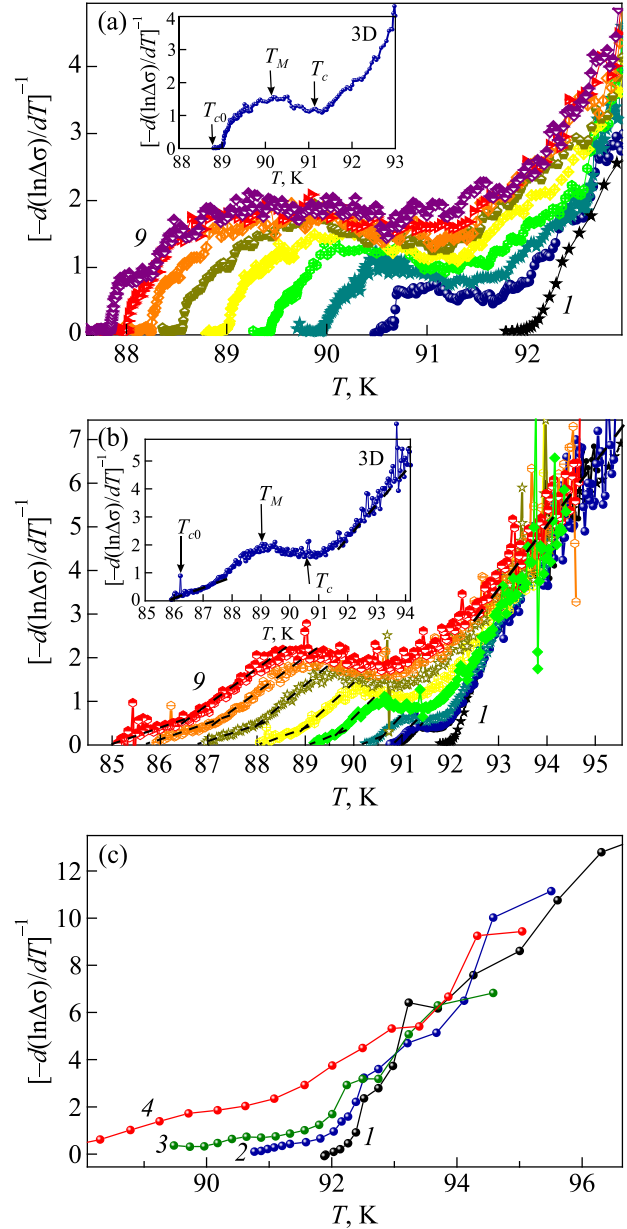 (a)
[−d(lnΔσ)/dT]⁻¹
4
3
2
1
0
88 89 90 91 92
T, K
9
1
[−d(lnΔσ)/dT]⁻¹
4
3
2
1
0
88 89 90 91 92 93
T, K
3D
T_M
T_c
T_c0
(b)
[−d(lnΔσ)/dT]⁻¹
7
6
5
4
3
2
1
0
85 86 87 88 89 90 91 92 93 94 95
T, K
9
1
[−d(lnΔσ)/dT]⁻¹
5
4
3
2
1
0
85 86 87 88 89 90 91 92 93 94
T, K
3D
T_M
T_c0
T_c
(c)
[−d(lnΔσ)/dT]⁻¹
12
10
8
6
4
2
0
90 92 94 96
T, K
4
3
2
1